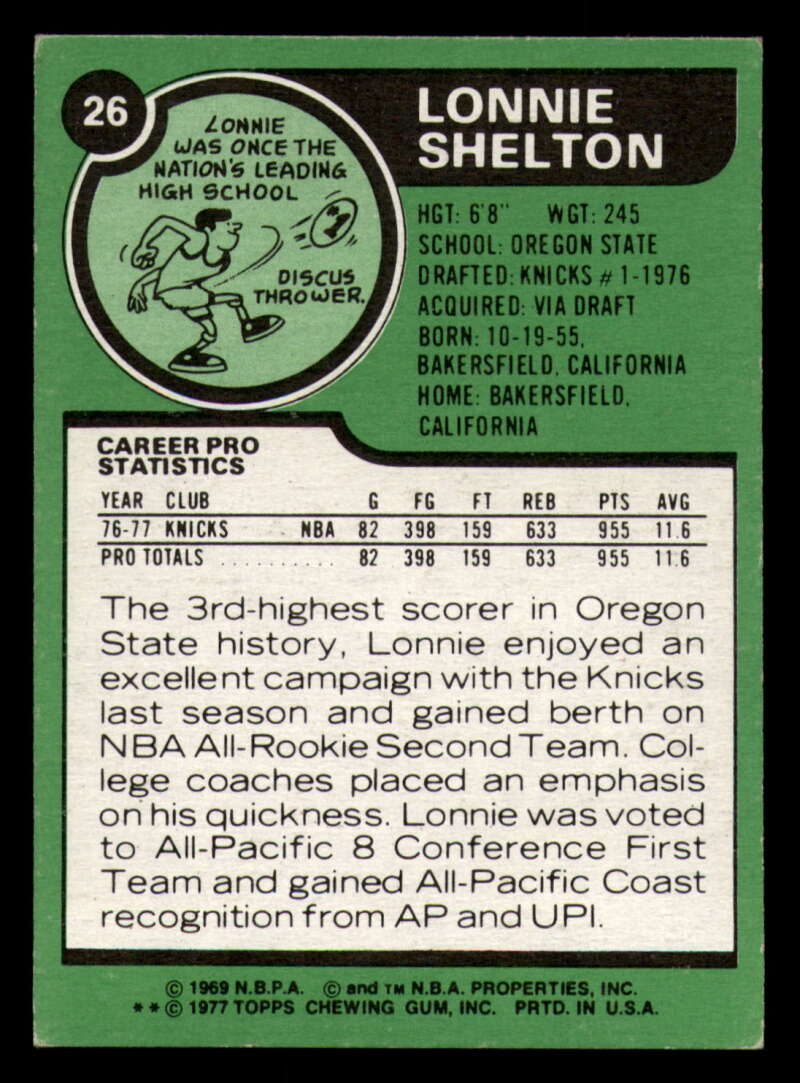 26
LONNIE
SHELTON
LONNIE
WAS ONCE THE
NATION'S LEADING
HIGH SCHOOL
1
DISCUS
THROWER.
HGT: 6'8" WGT: 245
SCHOOL: OREGON STATE
DRAFTED: KNICKS # 1-1976
ACQUIRED: VIA DRAFT
BORN: 10-19-55,
BAKERSFIELD, CALIFORNIA
HOME: BAKERSFIELD,
CALIFORNIA
CAREER PRO
STATISTICS
YEAR CLUB G FG FT REB PTS AVG
76-77 KNICKS NBA 82 398 159 633 955 11.6
PRO TOTALS .......... 82 398 159 633 955 11.6
The 3rd-highest scorer in Oregon
State history, Lonnie enjoyed an
excellent campaign with the Knicks
last season and gained berth on
NBA All-Rookie Second Team. Col-
lege coaches placed an emphasis
on his quickness. Lonnie was voted
to All-Pacific 8 Conference First
Team and gained All-Pacific Coast
recognition from AP and UPI.
© 1969 N.B.P.A. © and TM N.B.A. PROPERTIES, INC.
* * © 1977 TOPPS CHEWING GUM, INC. PRTD. IN U.S.A.